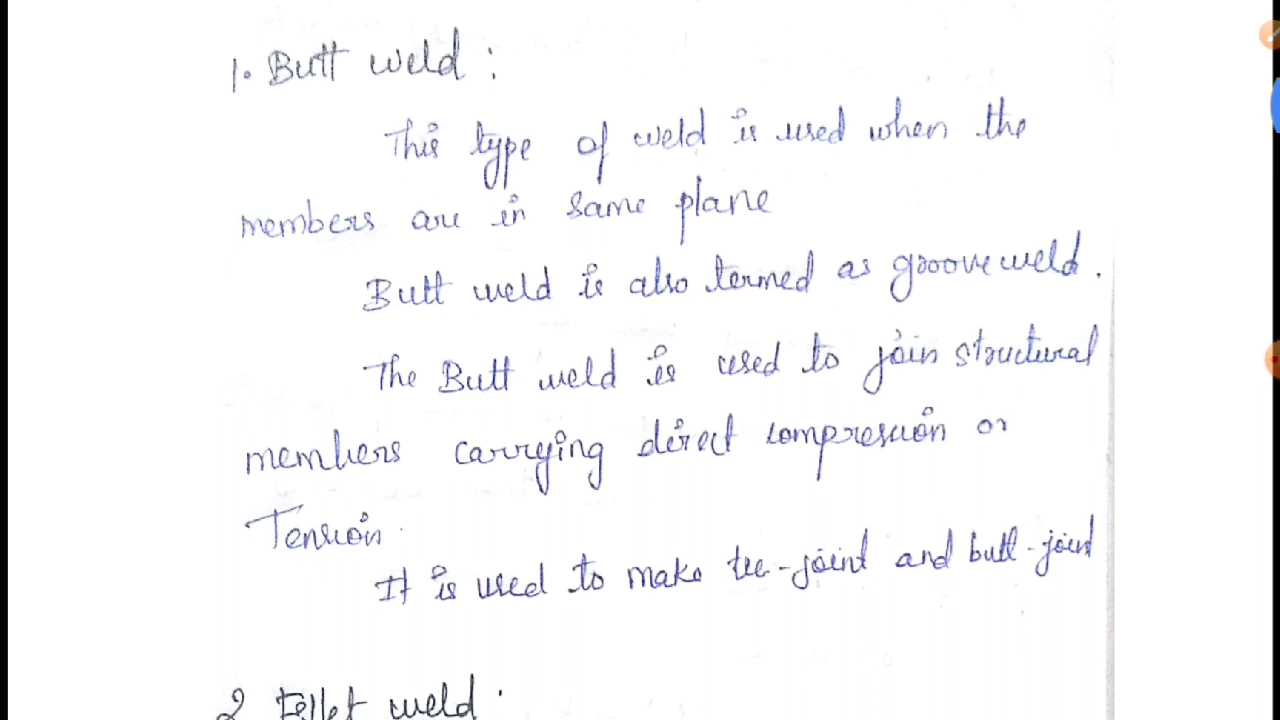 1. Butt weld :
This type of weld is used when the
members are in same plane
Butt weld is also termed as groove weld.
The Butt weld is used to join structural
members carrying direct compression or
Tension.
It is used to make tee-joint and butt-joint
2 Fillet weld :